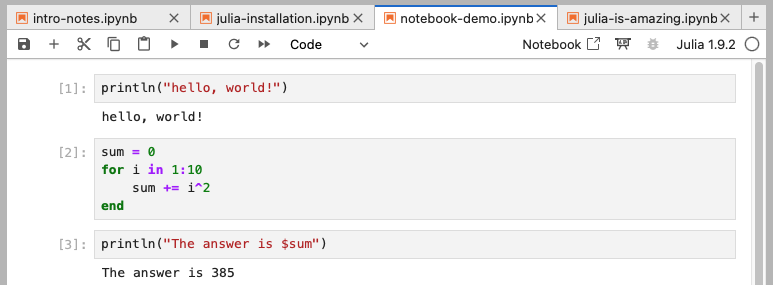 intro-notes.ipynb julia-installation.ipynb notebook-demo.ipynb julia-is-amazing.ipynb
Code Notebook Julia 1.9.2
[1]: println("hello, world!")
hello, world!
[2]: sum = 0
for i in 1:10
    sum += i^2
end
[3]: println("The answer is $sum")
The answer is 385